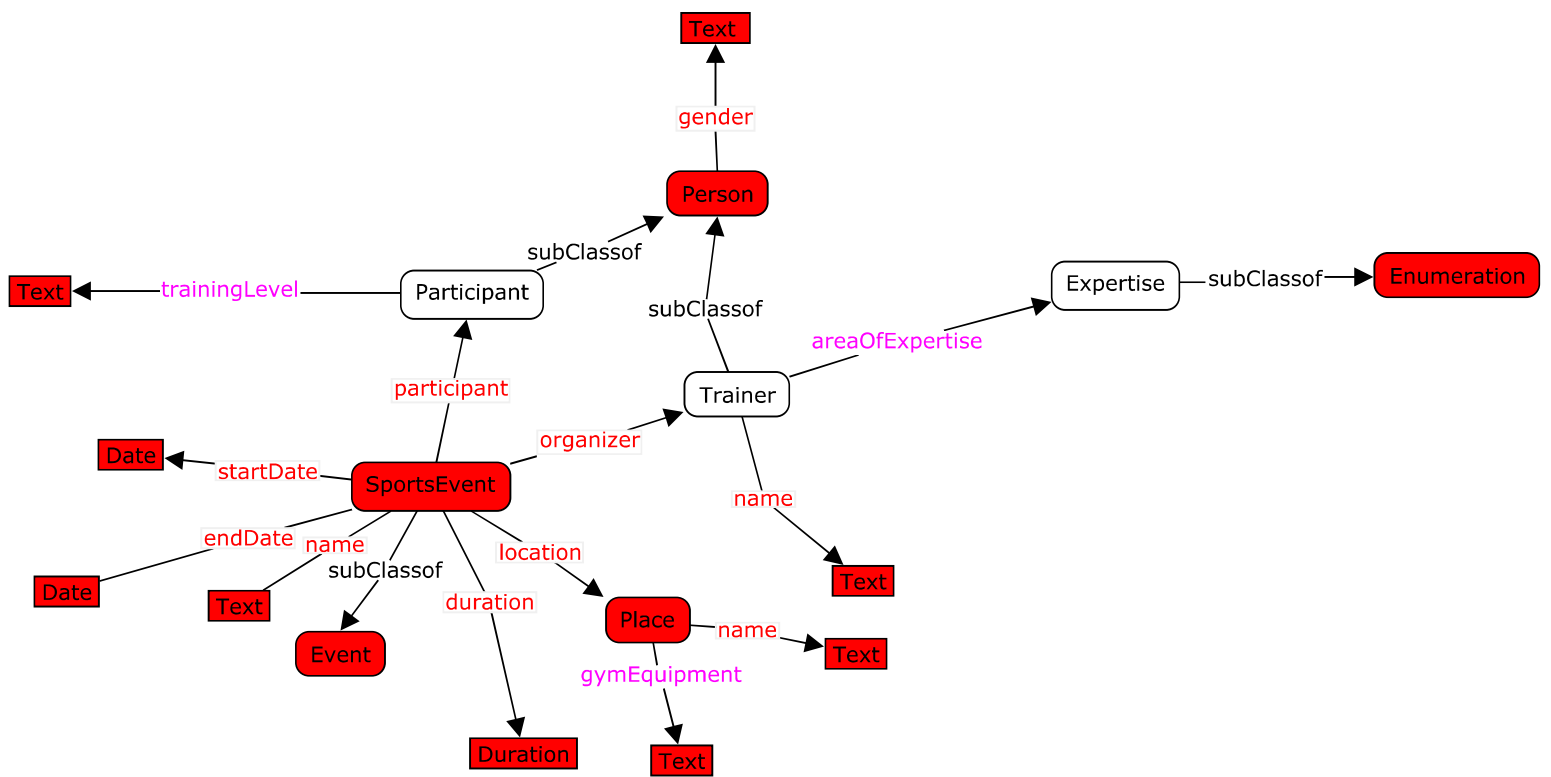 Text
gender
Person
subClassof
Text
trainingLevel
Participant
subClassof
Expertise
subClassof
Enumeration
areaOfExpertise
participant
Trainer
organizer
Date
startDate
SportsEvent
name
endDate
name
location
subClassof
Date
Text
duration
Text
Place
name
Event
Text
gymEquipment
Duration
Text